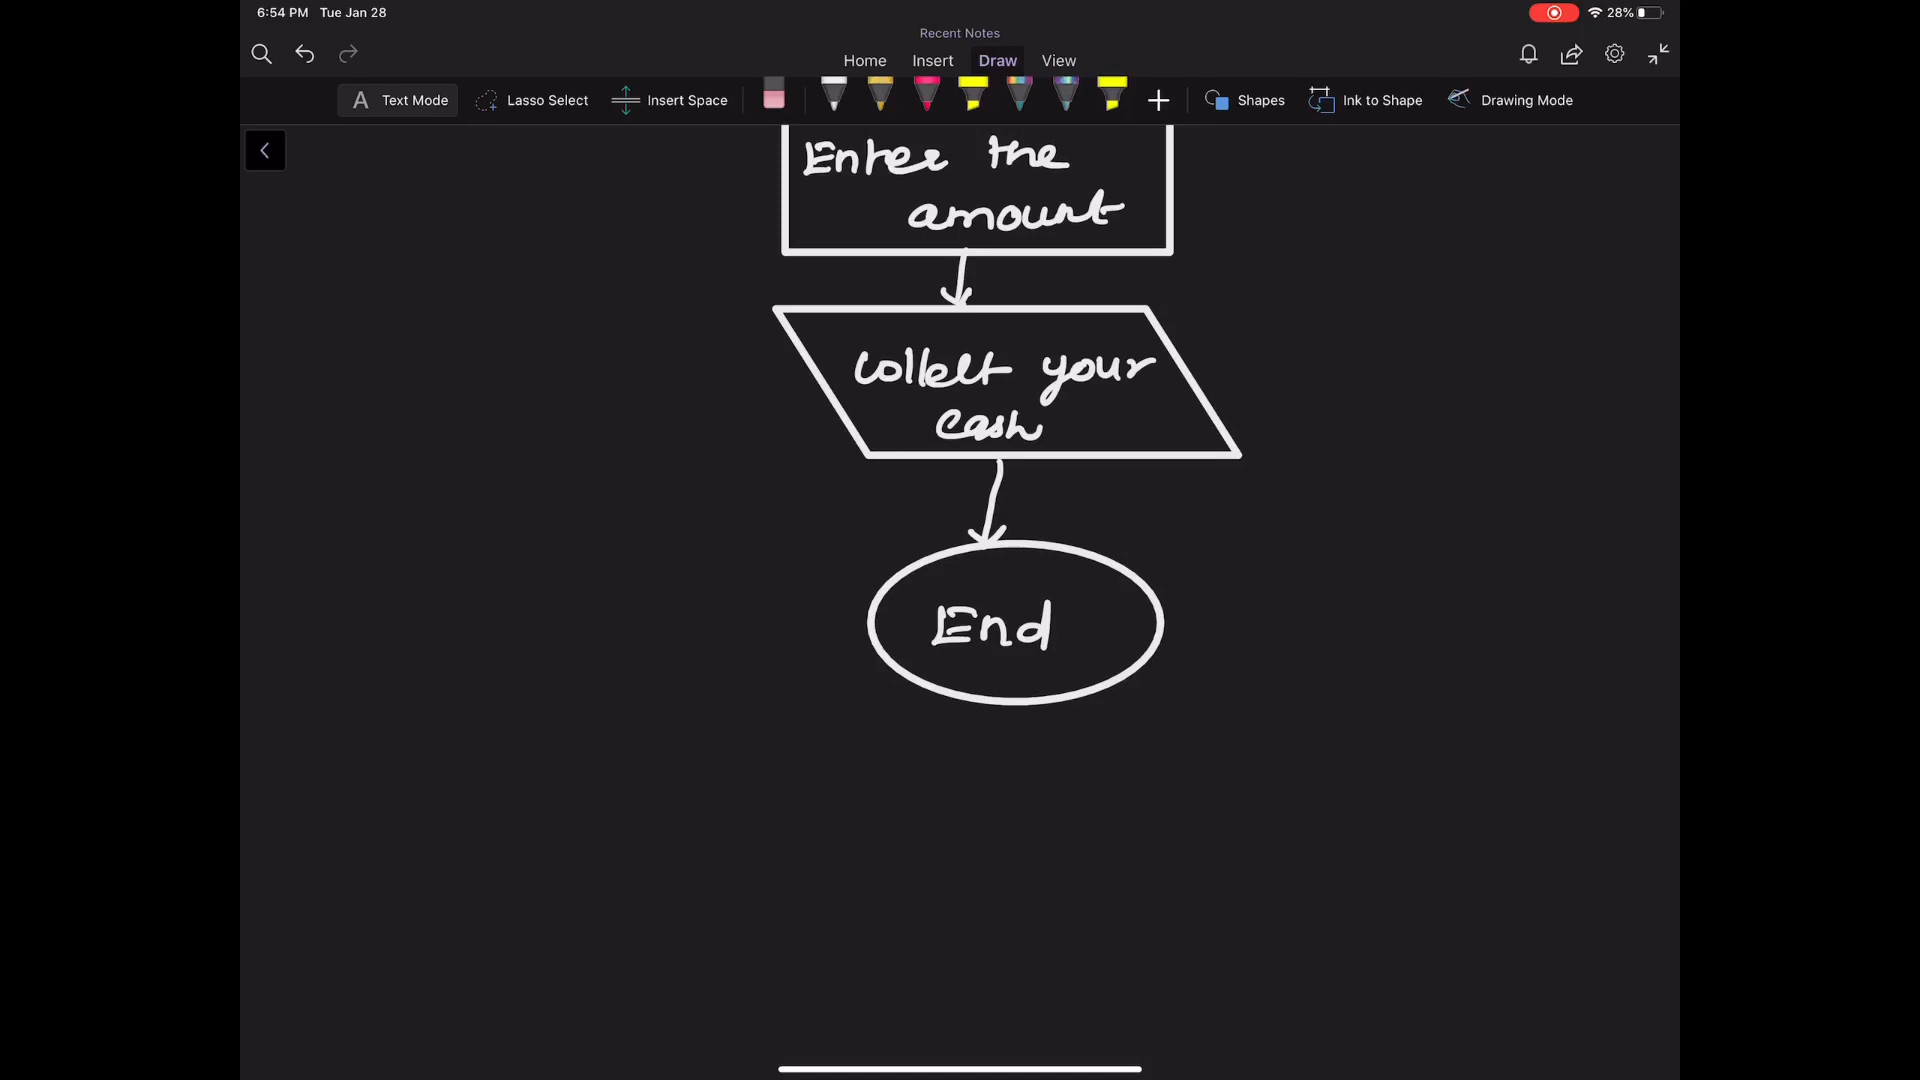 6:54 PM Tue Jan 28
28%
Recent Notes
Home Insert Draw View
A Text Mode Lasso Select Insert Space Shapes Ink to Shape Drawing Mode
Enter the
amount
Collect your
Cash
End